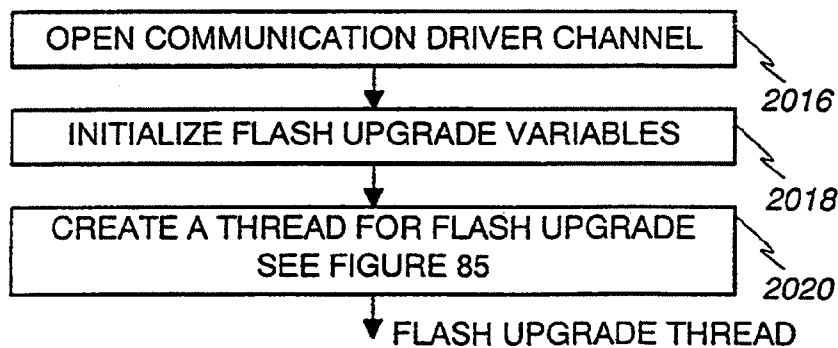 OPEN COMMUNICATION DRIVER CHANNEL
2016
INITIALIZE FLASH UPGRADE VARIABLES
2018
CREATE A THREAD FOR FLASH UPGRADE
SEE FIGURE 85
2020
FLASH UPGRADE THREAD